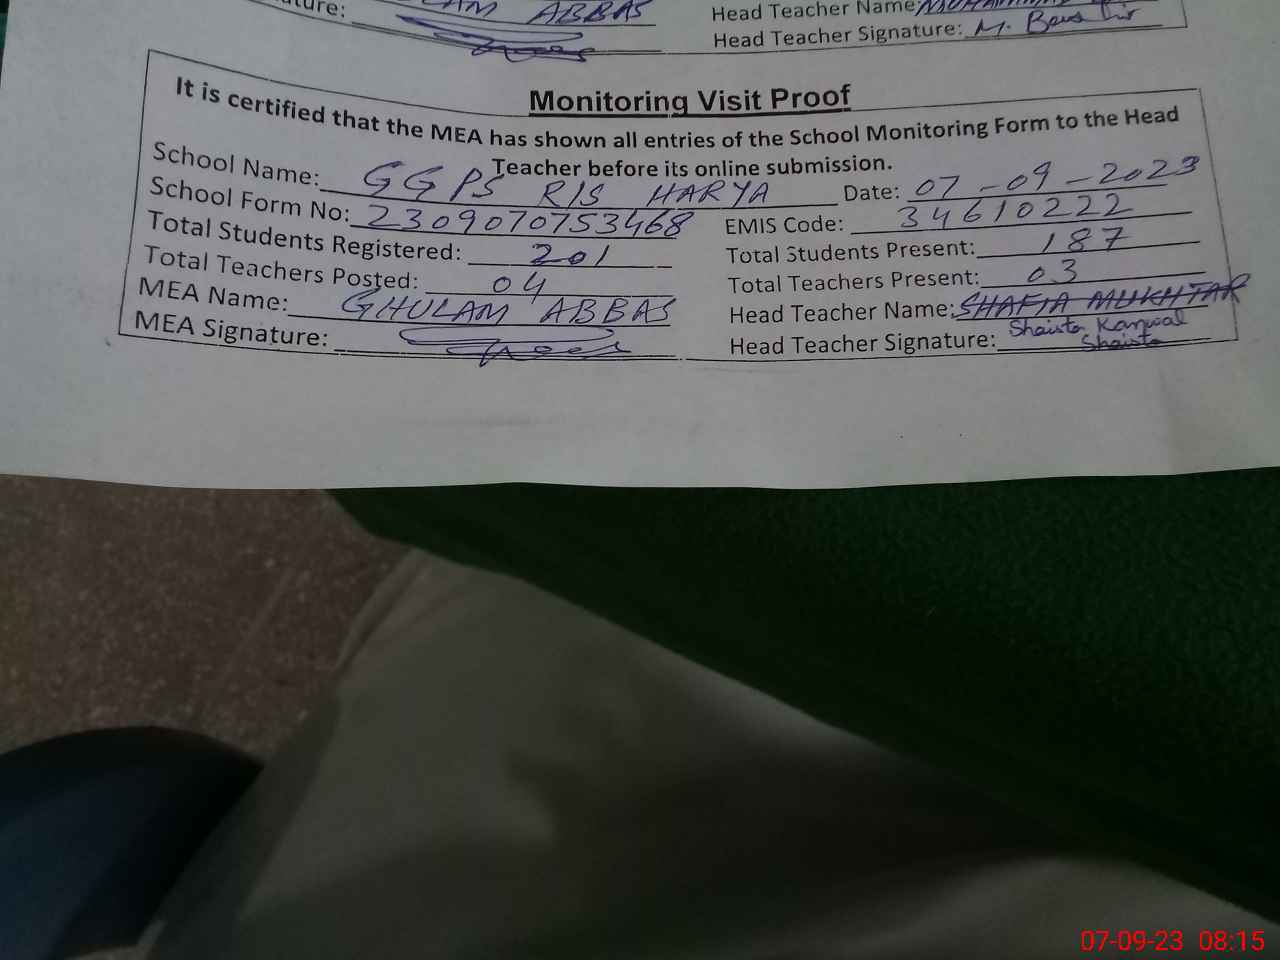 ture: LAM ABBAS
Head Teacher Name:
Head Teacher Signature: M.
Monitoring Visit Proof
It is certified that the MEA has shown all entries of the School Monitoring Form to the Head
Teacher before its online submission.
School Name: GGPS RIS HARYA Date: 07-09-2023
School Form No: 2309070753468 EMIS Code: 34610222
Total Students Registered: 201 Total Students Present: 187
Total Teachers Posted: 04 Total Teachers Present: 03
MEA Name: GHULAM ABBAS Head Teacher Name: SHAFIA MUKHTAR
Shaista Kanwal
MEA Signature: Head Teacher Signature: Shaista
07-09-23 08:15